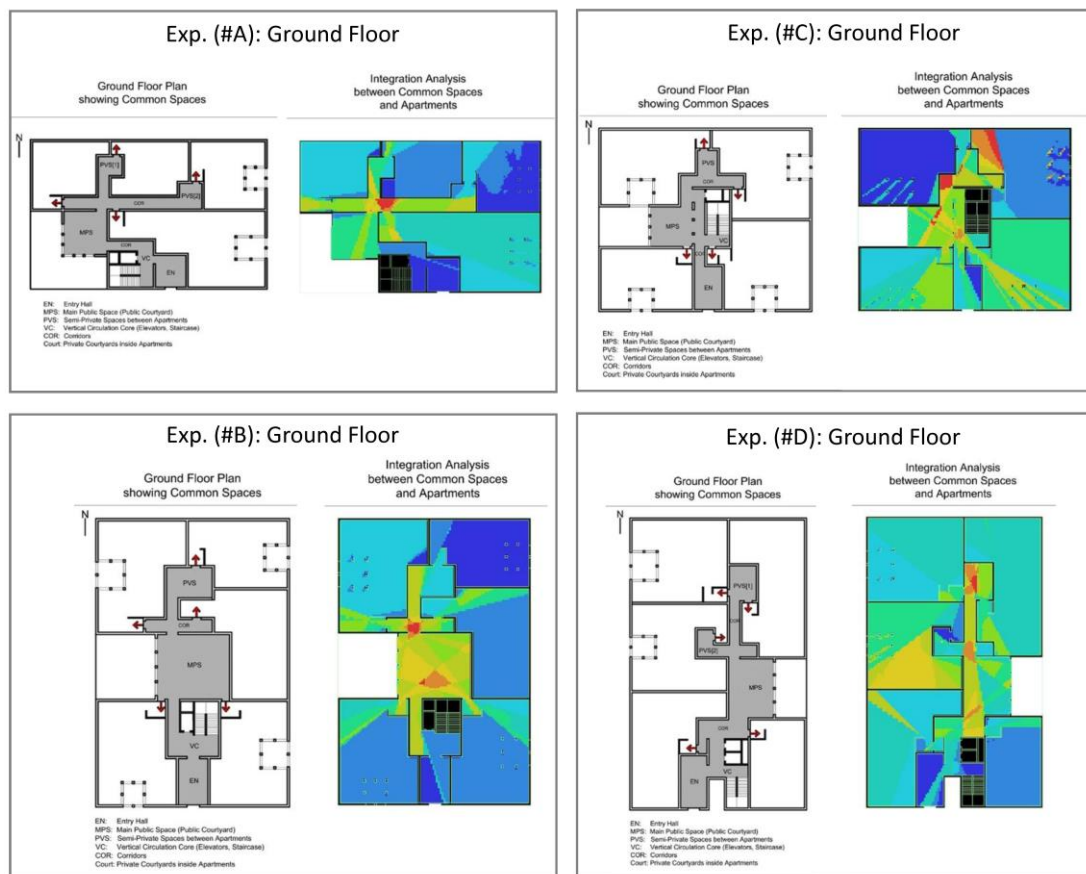 Exp. (#A): Ground Floor
Ground Floor Plan
showing Common Spaces
Integration Analysis
between Common Spaces
and Apartments
N
PVS[1]
PVS[2]
COR
MPS
COR
VC
EN
EN: Entry Hall
MPS: Main Public Space (Public Courtyard)
PVS: Semi-Private Spaces between Apartments
VC: Vertical Circulation Core (Elevators, Staircase)
COR: Corridors
Court: Private Courtyards inside Apartments
Exp. (#C): Ground Floor
Ground Floor Plan
showing Common Spaces
Integration Analysis
between Common Spaces
and Apartments
N
PVS
COR
MPS
VC
COR
EN
EN: Entry Hall
MPS: Main Public Space (Public Courtyard)
PVS: Semi-Private Spaces between Apartments
VC: Vertical Circulation Core (Elevators, Staircase)
COR: Corridors
Court: Private Courtyards inside Apartments
Exp. (#B): Ground Floor
Ground Floor Plan
showing Common Spaces
Integration Analysis
between Common Spaces
and Apartments
N
PVS
COR
MPS
VC
EN
EN: Entry Hall
MPS: Main Public Space (Public Courtyard)
PVS: Semi-Private Spaces between Apartments
VC: Vertical Circulation Core (Elevators, Staircase)
COR: Corridors
Court: Private Courtyards inside Apartments
Exp. (#D): Ground Floor
Ground Floor Plan
showing Common Spaces
Integration Analysis
between Common Spaces
and Apartments
N
PVS[1]
COR
PVS[2]
MPS
COR
VC
EN
EN: Entry Hall
MPS: Main Public Space (Public Courtyard)
PVS: Semi-Private Spaces between Apartments
VC: Vertical Circulation Core (Elevators, Staircase)
COR: Corridors
Court: Private Courtyards inside Apartments